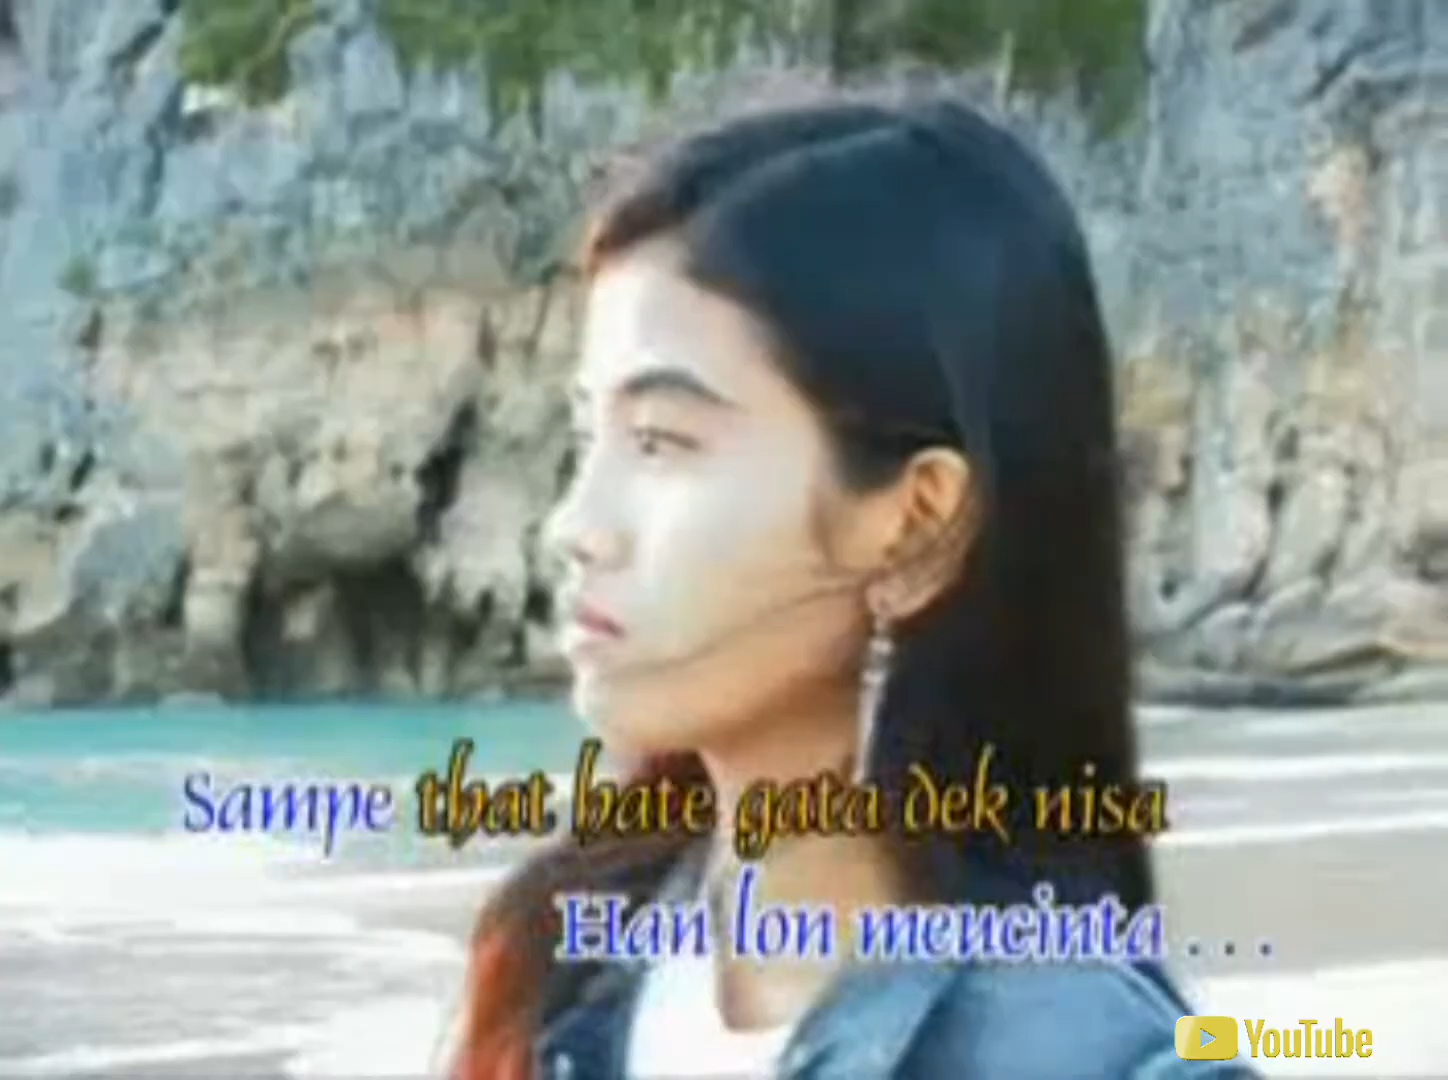 Sampe that hate gata dek nisa
Han lon meucinta . . .
YouTube